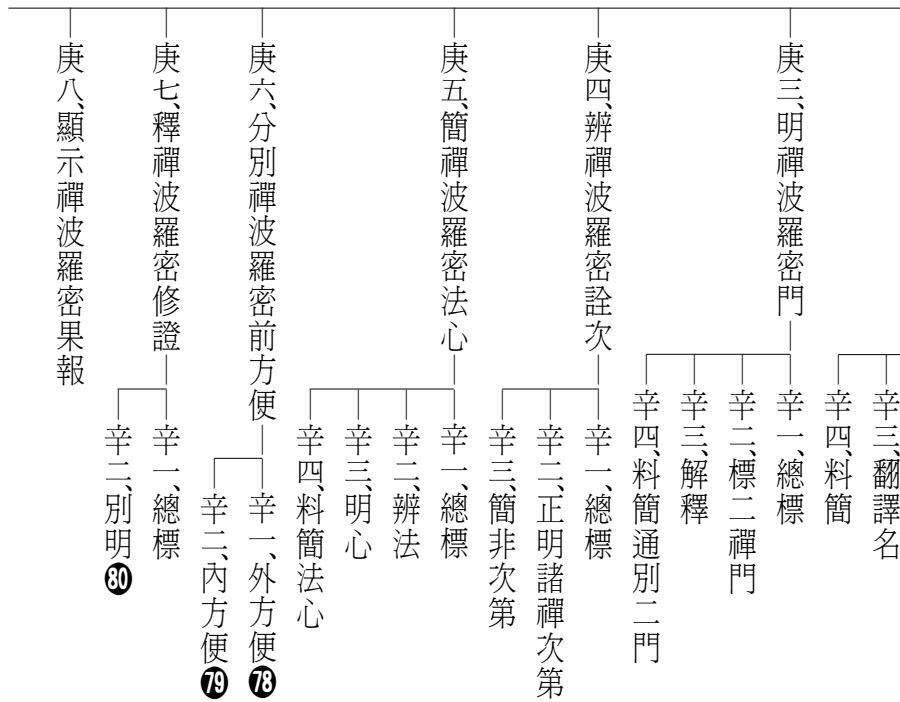 辛三、翻譯名
辛四、料簡
庚三、明禪波羅密門
辛一、總標
辛二、標二禪門
辛三、解釋
辛四、料簡通別二門
庚四、辨禪波羅密詮次
辛一、總標
辛二、正明諸禪次第
辛三、簡非次第
庚五、簡禪波羅密法心
辛一、總標
辛二、辨法
辛三、明心
辛四、料簡法心
庚六、分別禪波羅密前方便
辛一、外方便78
辛二、內方便79
庚七、釋禪波羅密修證
辛一、總標
辛二、別明80
庚八、顯示禪波羅密果報